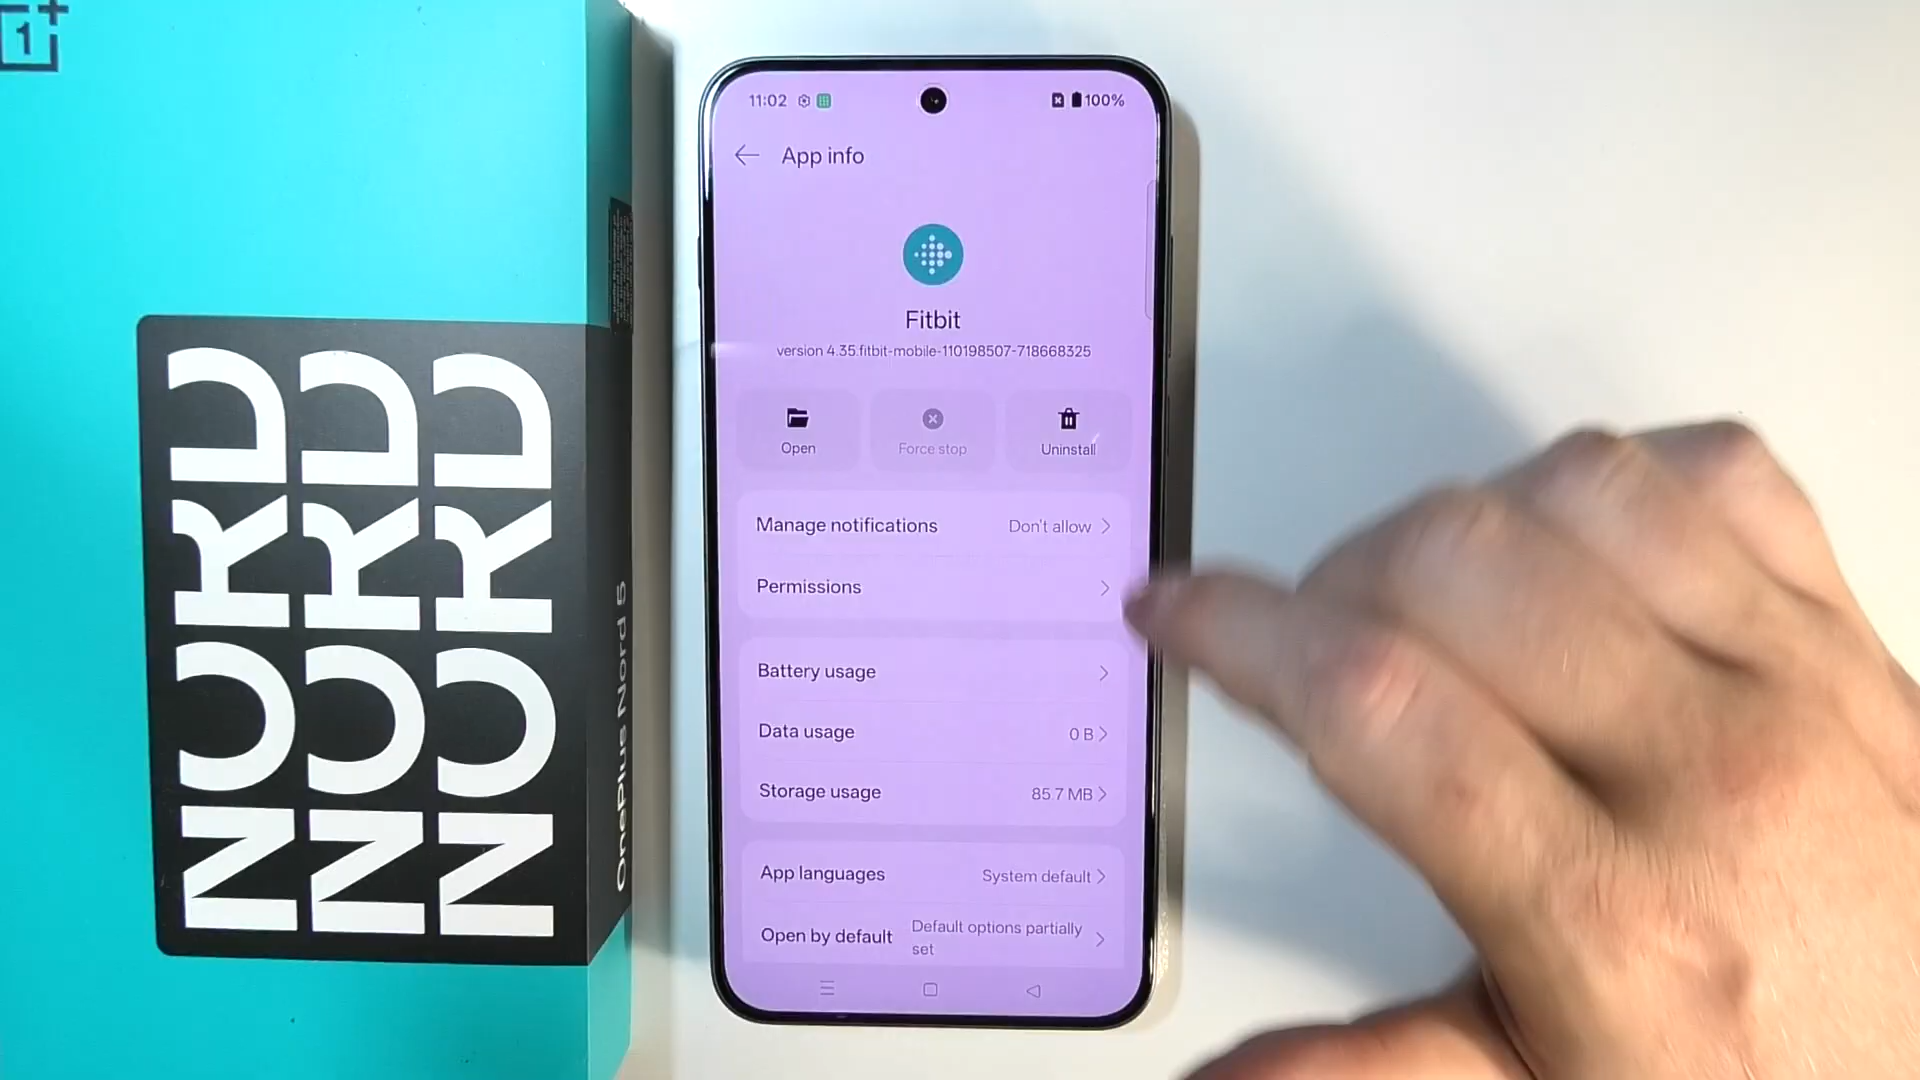 1+
NORD
NORD
NORD
OnePlus Nord 5
11:02
100%
App info
Fitbit
version 4.35.fitbit-mobile-110198507-718668325
Open
Force stop
Uninstall
Manage notifications Don't allow
Permissions
Battery usage
Data usage 0 B
Storage usage 85.7 MB
App languages System default
Open by default Default options partially
set